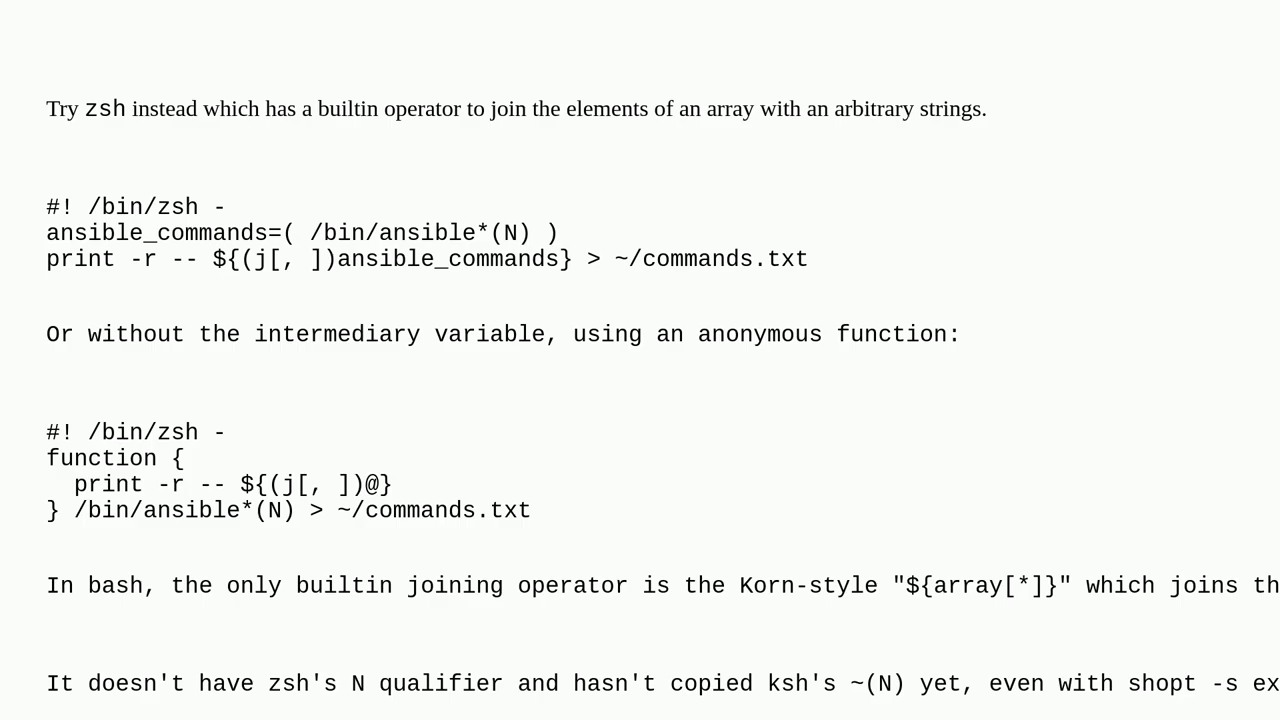 Try zsh instead which has a builtin operator to join the elements of an array with an arbitrary strings.
#! /bin/zsh -
ansible_commands=( /bin/ansible*(N) )
print -r -- ${(j[, ])ansible_commands} > ~/commands.txt
Or without the intermediary variable, using an anonymous function:
#! /bin/zsh -
function {
  print -r -- ${(j[, ])@}
} /bin/ansible*(N) > ~/commands.txt
In bash, the only builtin joining operator is the Korn-style "${array[*]}" which joins th
It doesn't have zsh's N qualifier and hasn't copied ksh's ~(N) yet, even with shopt -s ex